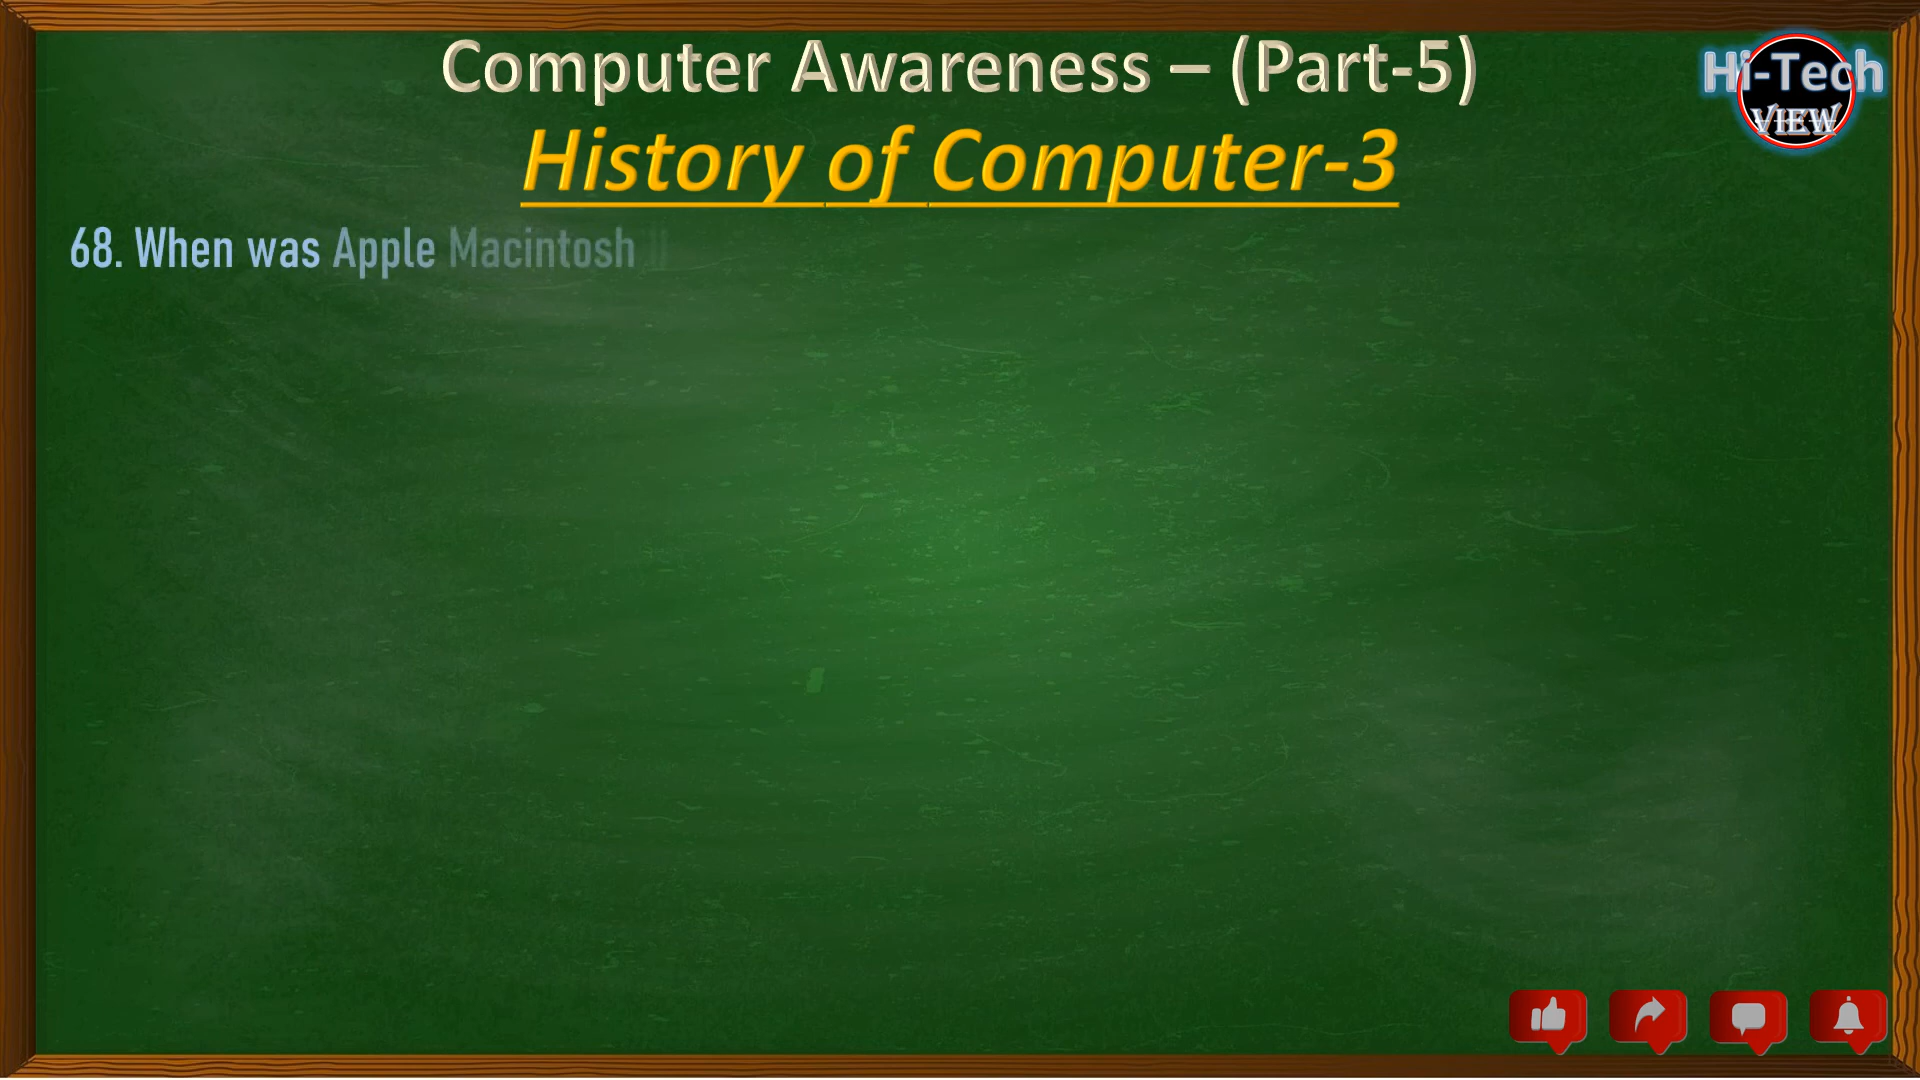 Computer Awareness – (Part-5)
Hi-Tech
VIEW
History of Computer-3
68. When was Apple Macintosh